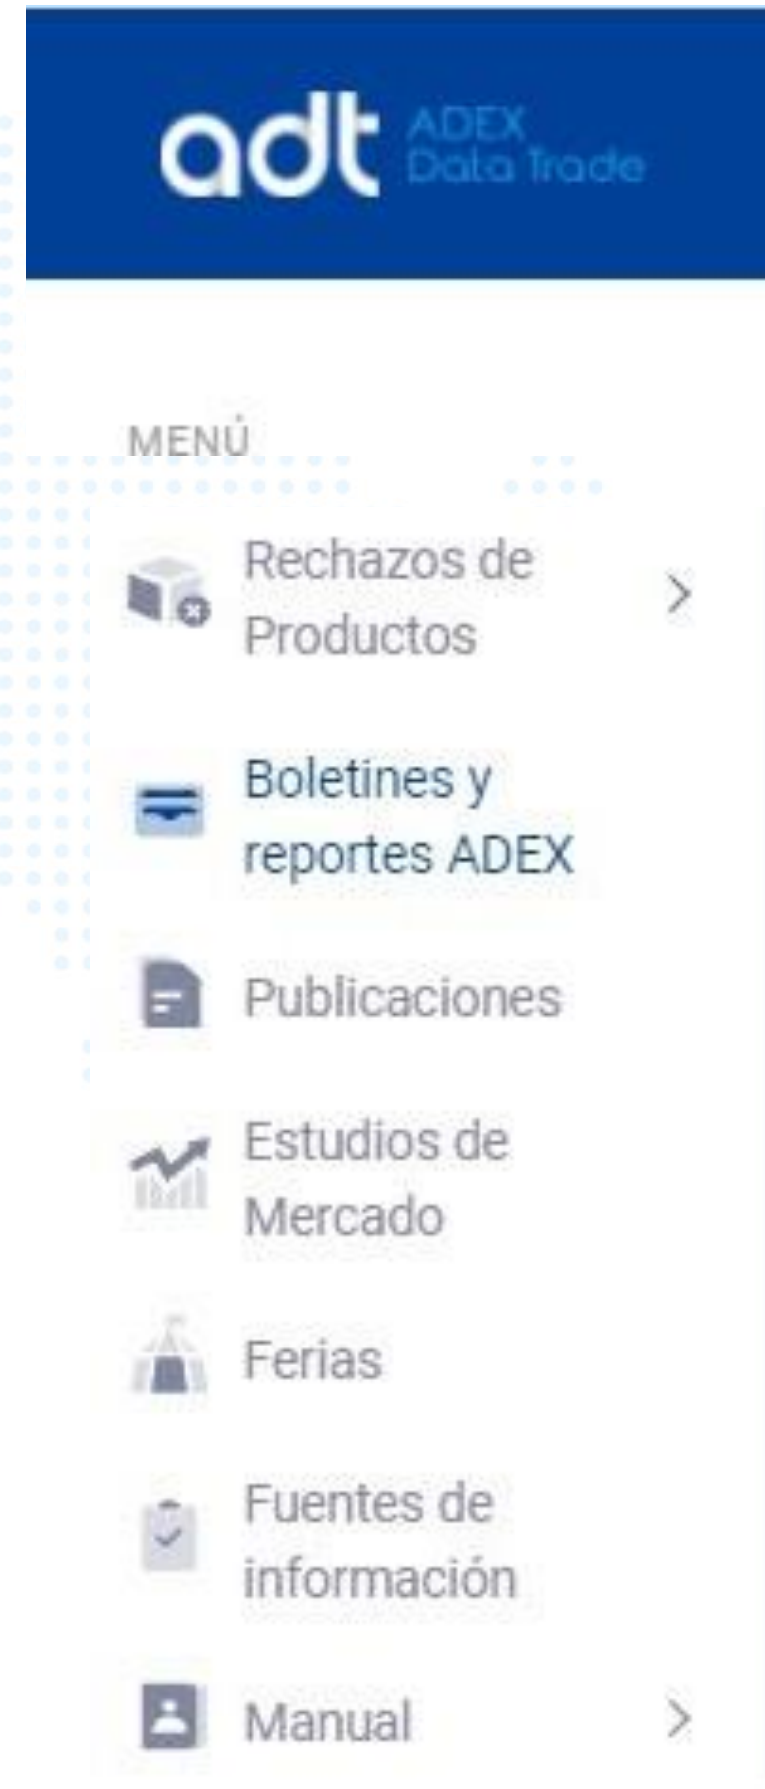 adt ADEX
Data Trade
MENÚ
Rechazos de
Productos
Boletines y
reportes ADEX
Publicaciones
Estudios de
Mercado
Ferias
Fuentes de
información
Manual